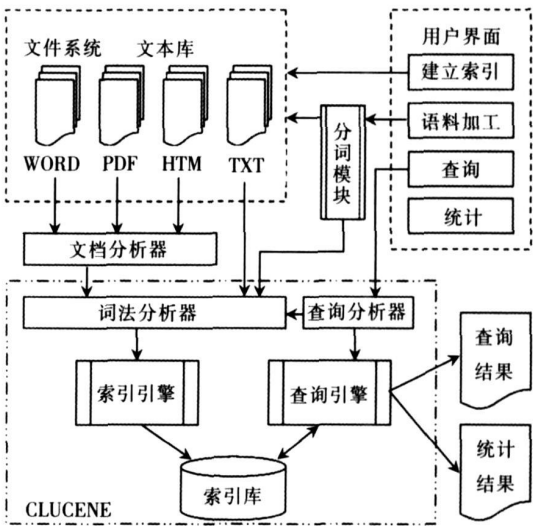 文件系统 文本库
WORD PDF HTM TXT
分词模块
用户界面
建立索引
语料加工
查询
统计
文档分析器
词法分析器
查询分析器
索引引擎
查询引擎
索引库
CLUCENE
查询
结果
统计
结果